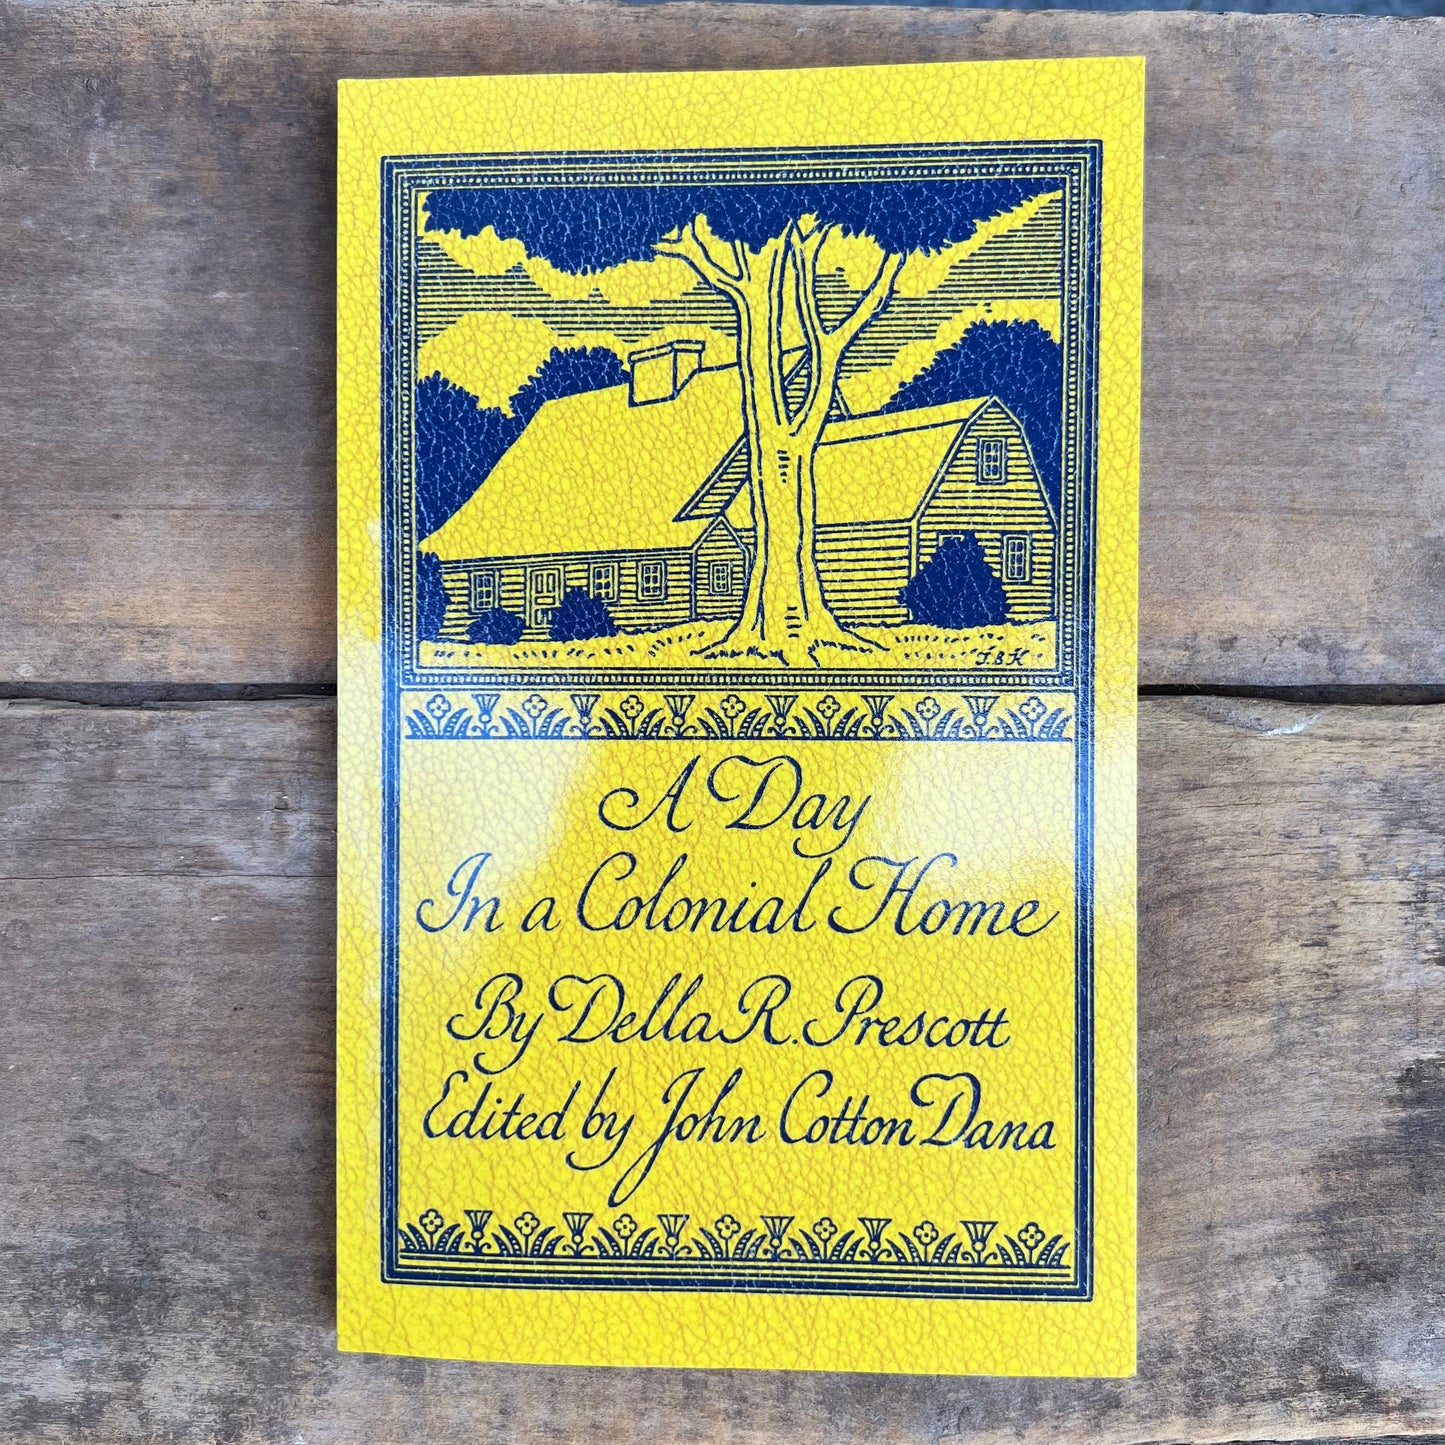 F.B.K
A Day
In a Colonial Home
By Della R. Prescott
Edited by John Cotton Dana